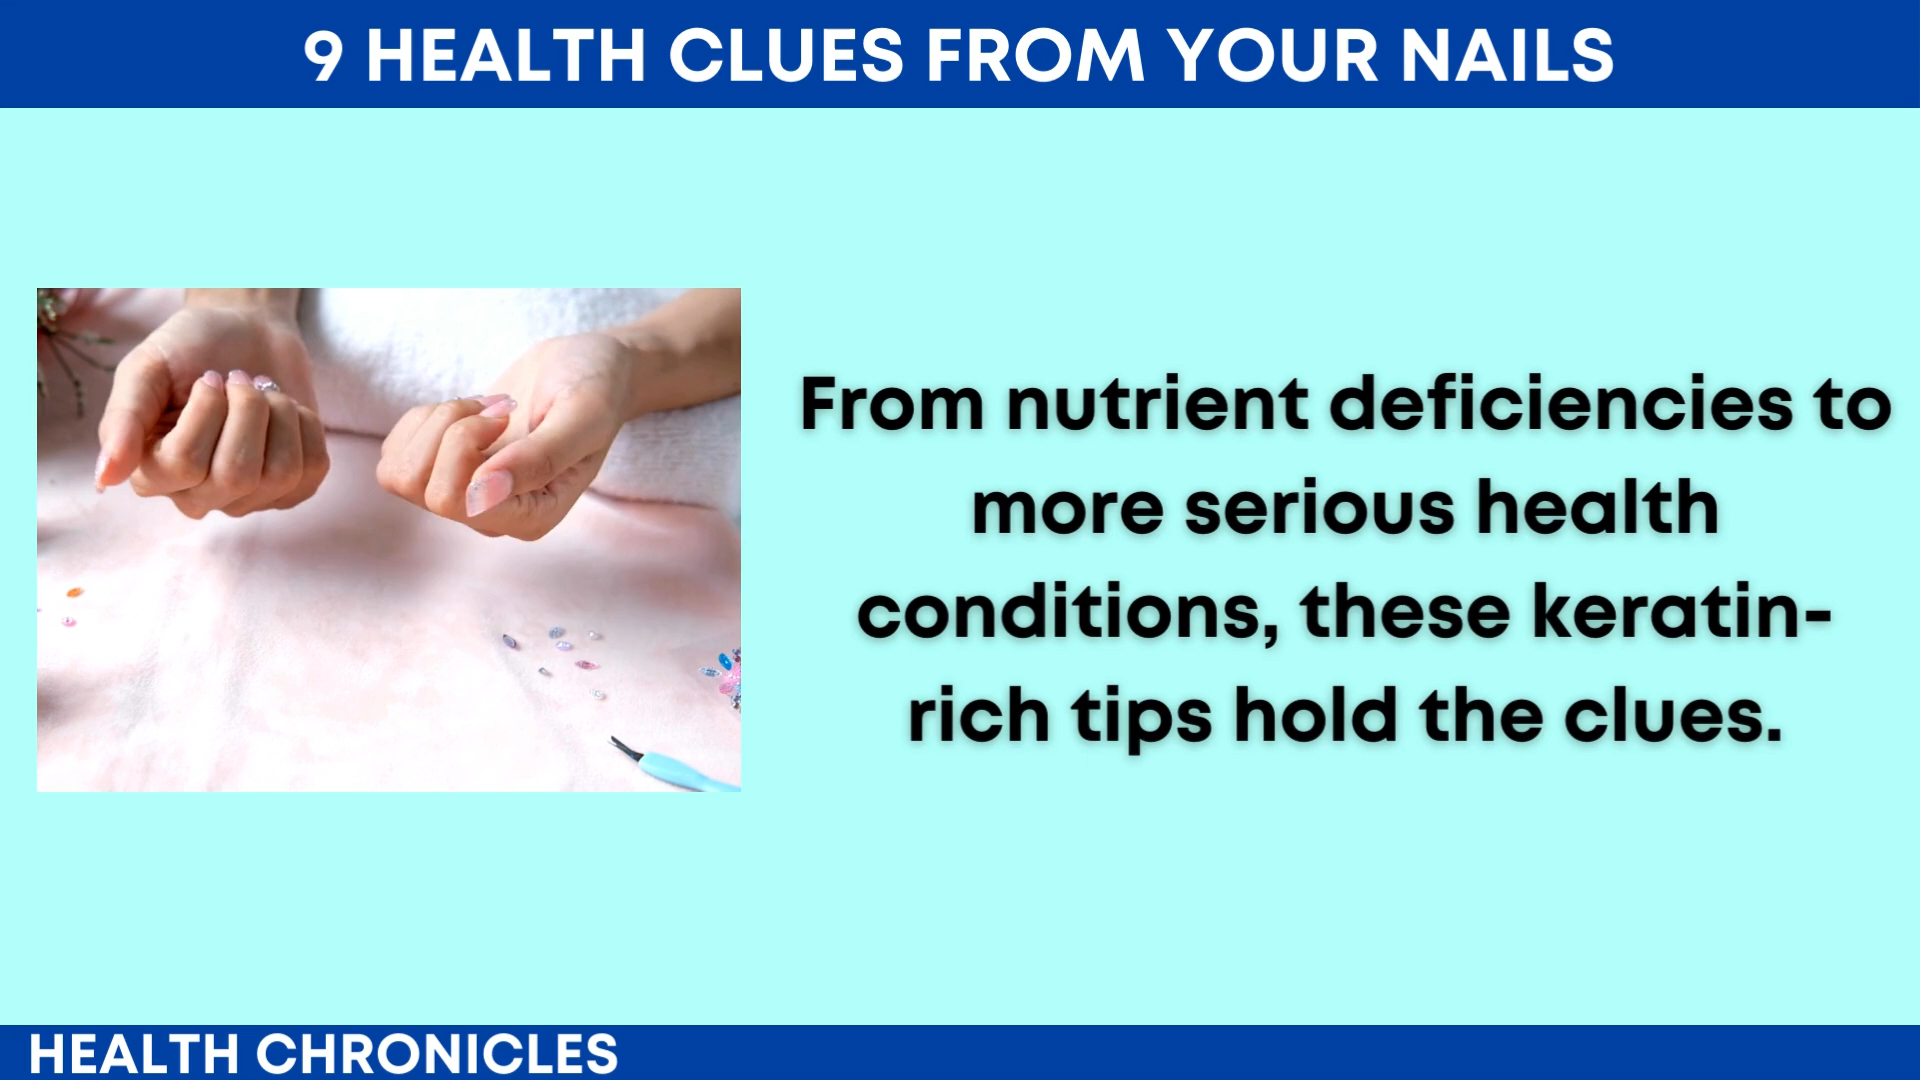 9 HEALTH CLUES FROM YOUR NAILS
From nutrient deficiencies to
more serious health
conditions, these keratin-
rich tips hold the clues.
HEALTH CHRONICLES